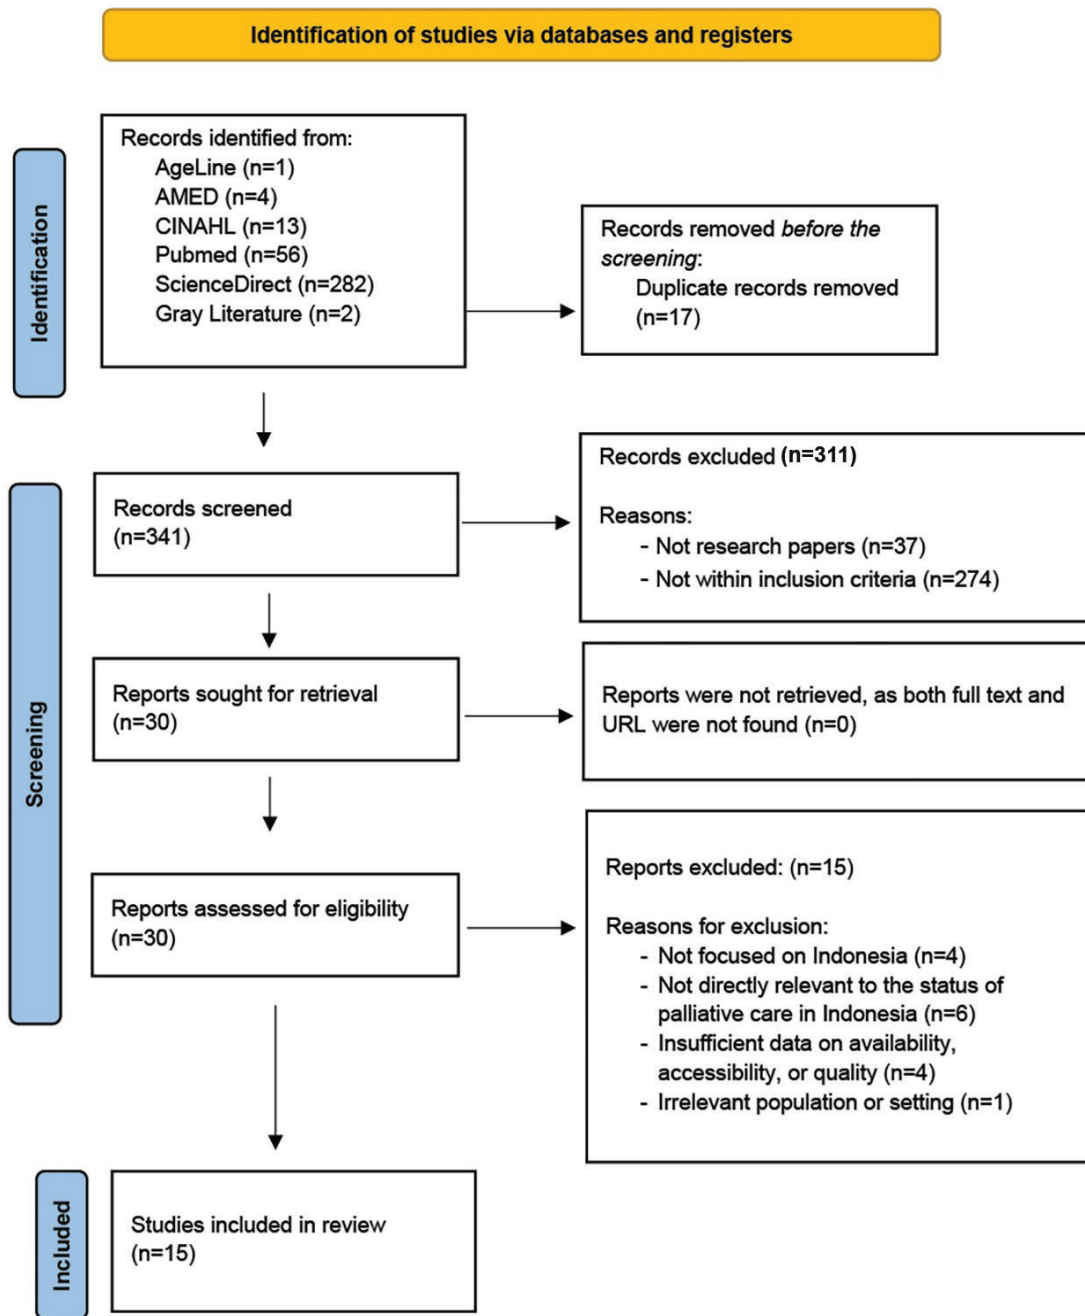 Identification of studies via databases and registers
Identification
Records identified from:
AgeLine (n=1)
AMED (n=4)
CINAHL (n=13)
Pubmed (n=56)
ScienceDirect (n=282)
Gray Literature (n=2)
Records removed before the
screening:
Duplicate records removed
(n=17)
Screening
Records screened
(n=341)
Records excluded (n=311)
Reasons:
- Not research papers (n=37)
- Not within inclusion criteria (n=274)
Reports sought for retrieval
(n=30)
Reports were not retrieved, as both full text and
URL were not found (n=0)
Reports assessed for eligibility
(n=30)
Reports excluded: (n=15)
Reasons for exclusion:
- Not focused on Indonesia (n=4)
- Not directly relevant to the status of
palliative care in Indonesia (n=6)
- Insufficient data on availability,
accessibility, or quality (n=4)
- Irrelevant population or setting (n=1)
Included
Studies included in review
(n=15)